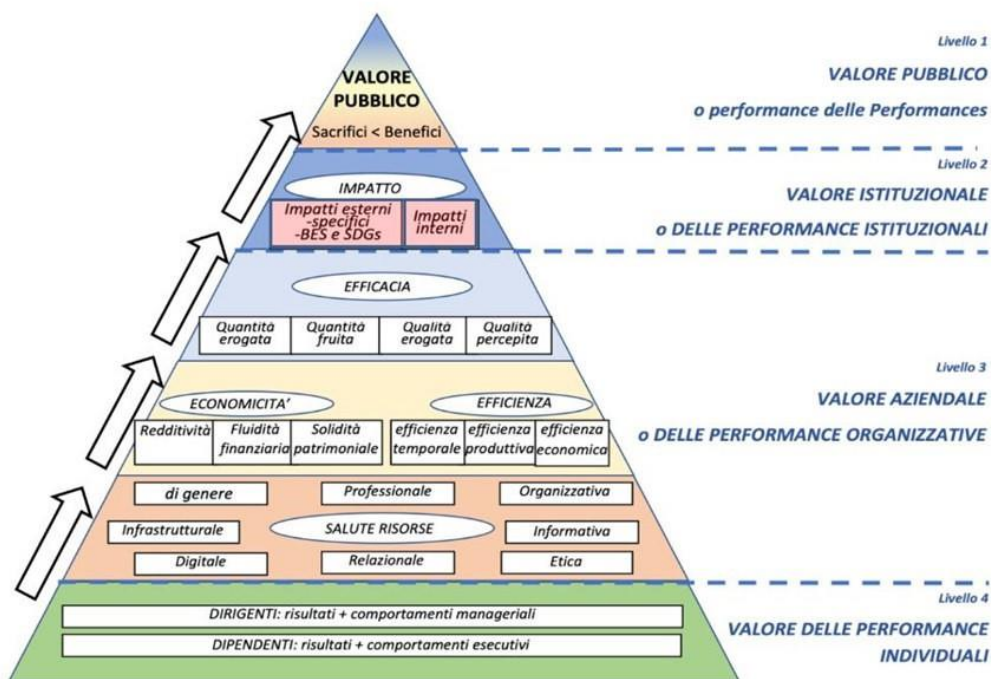 Livello 1
VALORE PUBBLICO
o performance delle Performances
VALORE
PUBBLICO
Sacrifici < Benefici
Livello 2
VALORE ISTITUZIONALE
o DELLE PERFORMANCE ISTITUZIONALI
IMPATTO
Impatti esterni
-specifici
-BES e SDGs
Impatti
interni
EFFICACIA
Quantità
erogata
Quantità
fruita
Qualità
erogata
Qualità
percepita
Livello 3
VALORE AZIENDALE
o DELLE PERFORMANCE ORGANIZZATIVE
ECONOMICITA'
EFFICIENZA
Redditività
Fluidità
finanziaria
Solidità
patrimoniale
efficienza
temporale
efficienza
produttiva
efficienza
economica
di genere
Professionale
Organizzativa
Infrastrutturale
SALUTE RISORSE
Informativa
Digitale
Relazionale
Etica
Livello 4
VALORE DELLE PERFORMANCE
INDIVIDUALI
DIRIGENTI: risultati + comportamenti manageriali
DIPENDENTI: risultati + comportamenti esecutivi